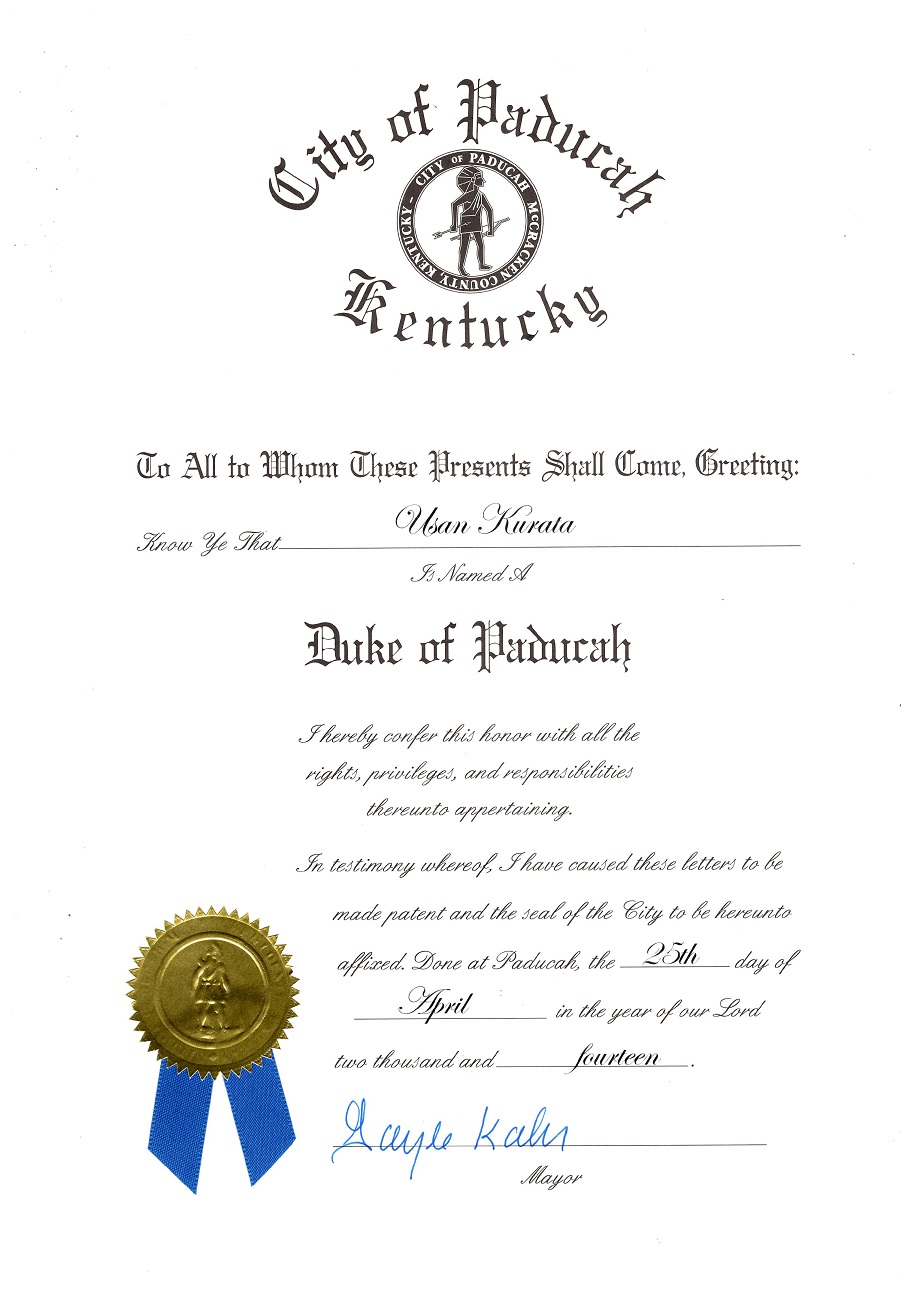 City of Paducah
CITY OF PADUCAH McCRACKEN COUNTY, KENTUCKY –
Kentucky
To All to Whom These Presents Shall Come, Greeting:
Know Ye That Usan Kurata
Is Named A
Duke of Paducah
I hereby confer this honor with all the
rights, privileges, and responsibilities
thereunto appertaining.
In testimony whereof, I have caused these letters to be
made patent and the seal of the City to be hereunto
affixed. Done at Paducah, the 25th day of
April in the year of our Lord
two thousand and fourteen.
Gayle Kaler
Mayor